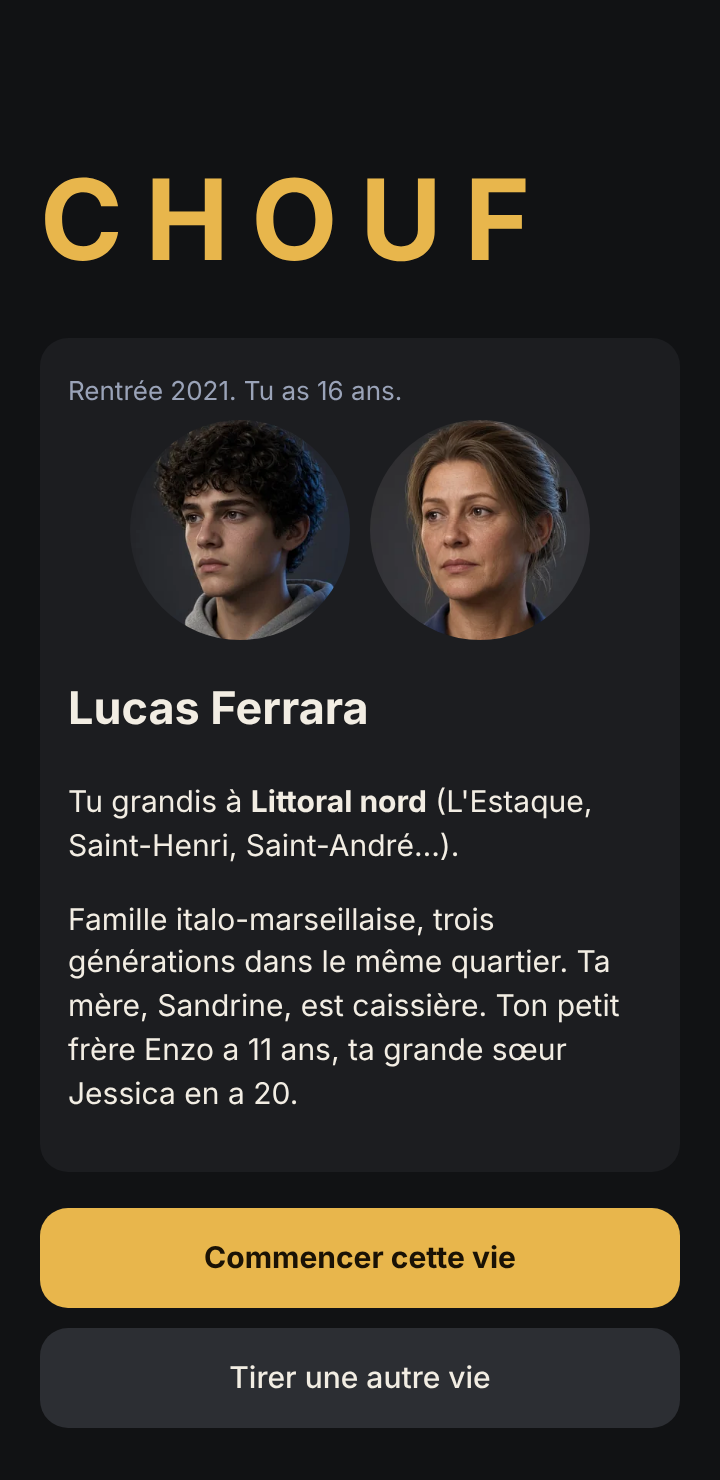 CHOUF
Rentrée 2021. Tu as 16 ans.
Lucas Ferrara
Tu grandis à Littoral nord (L'Estaque,
Saint-Henri, Saint-André...).
Famille italo-marseillaise, trois
générations dans le même quartier. Ta
mère, Sandrine, est caissière. Ton petit
frère Enzo a 11 ans, ta grande sœur
Jessica en a 20.
Commencer cette vie
Tirer une autre vie